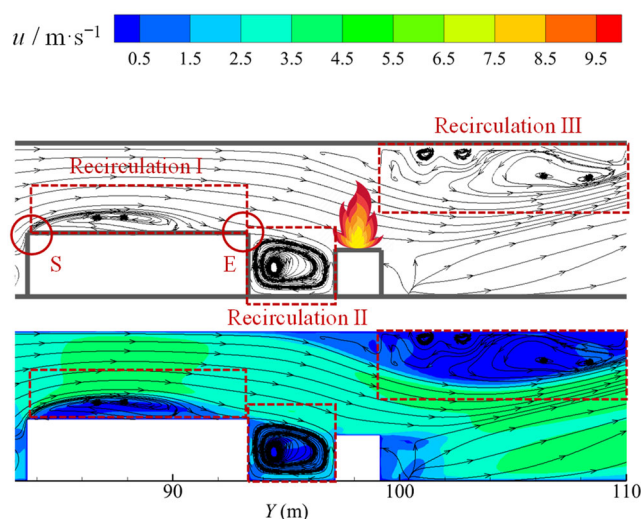 u / m·s⁻¹
0.5 1.5 2.5 3.5 4.5 5.5 6.5 7.5 8.5 9.5
Recirculation III
Recirculation I
S
E
Recirculation II
90 100 110
Y (m)